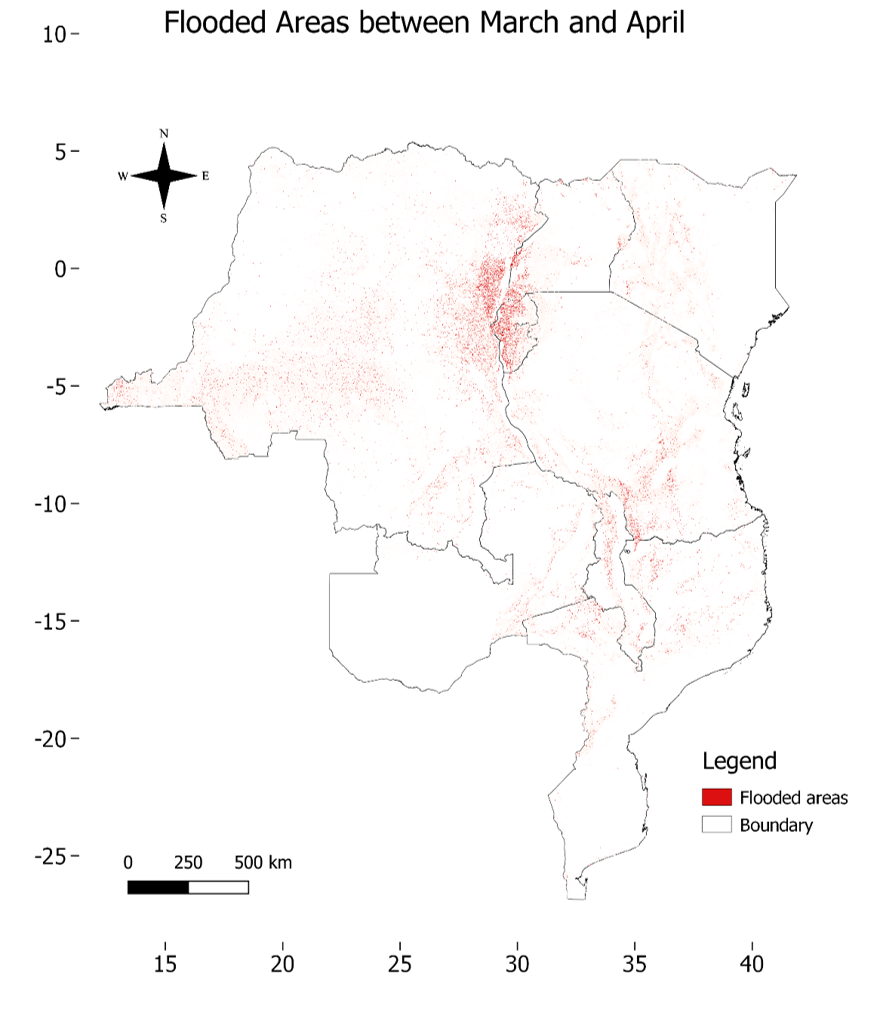 Flooded Areas between March and April
10
5
0
-5
-10
-15
-20
-25
N
W E
S
Legend
Flooded areas
Boundary
0 250 500 km
15 20 25 30 35 40